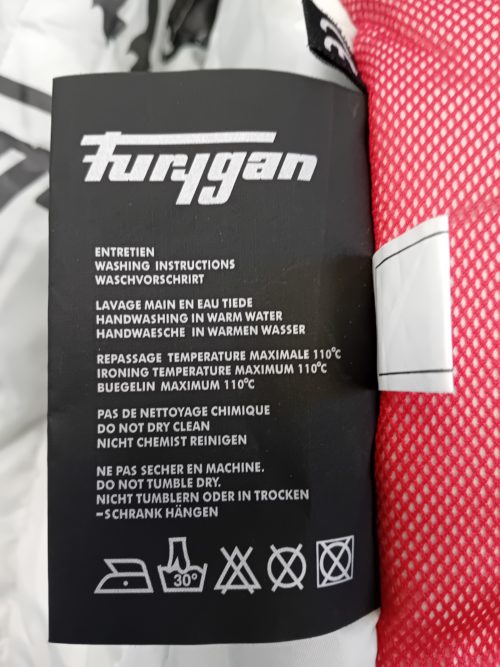 Furygan
ENTRETIEN
WASHING INSTRUCTIONS
WASCHVORSCHRIRT
LAVAGE MAIN EN EAU TIEDE
HANDWASHING IN WARM WATER
HANDWAESCHE IN WARMEN WASSER
REPASSAGE TEMPERATURE MAXIMALE 110°C
IRONING TEMPERATURE MAXIMUM 110°C
BUEGELIN MAXIMUM 110°C
PAS DE NETTOYAGE CHIMIQUE
DO NOT DRY CLEAN
NICHT CHEMIST REINIGEN
NE PAS SECHER EN MACHINE.
DO NOT TUMBLE DRY.
NICHT TUMBLERN ODER IN TROCKEN
-SCHRANK HÄNGEN
30°